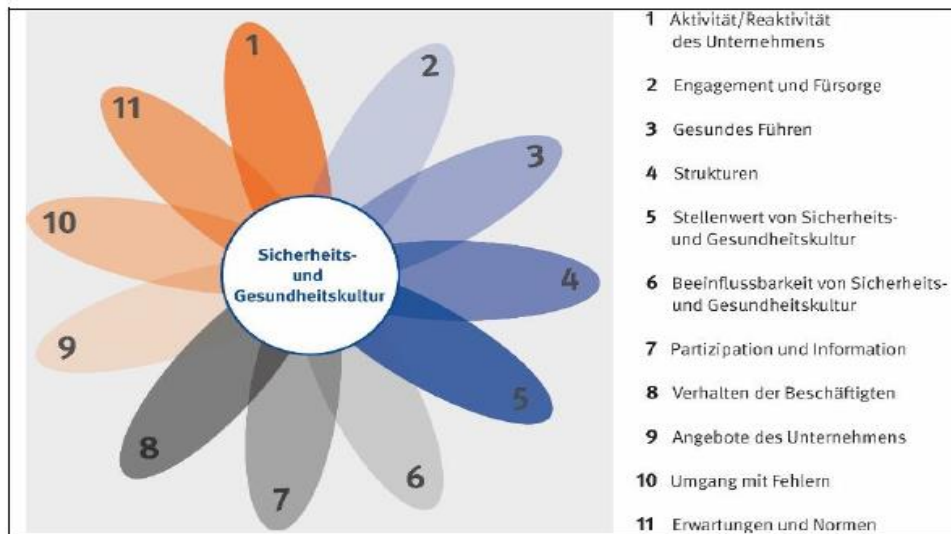 1
2
3
4
5
6
7
8
9
10
11
Sicherheits-
und
Gesundheitskultur
1 Aktivität/Reaktivität
des Unternehmens
2 Engagement und Fürsorge
3 Gesundes Führen
4 Strukturen
5 Stellenwert von Sicherheits-
und Gesundheitskultur
6 Beeinflussbarkeit von Sicherheits-
und Gesundheitskultur
7 Partizipation und Information
8 Verhalten der Beschäftigten
9 Angebote des Unternehmens
10 Umgang mit Fehlern
11 Erwartungen und Normen